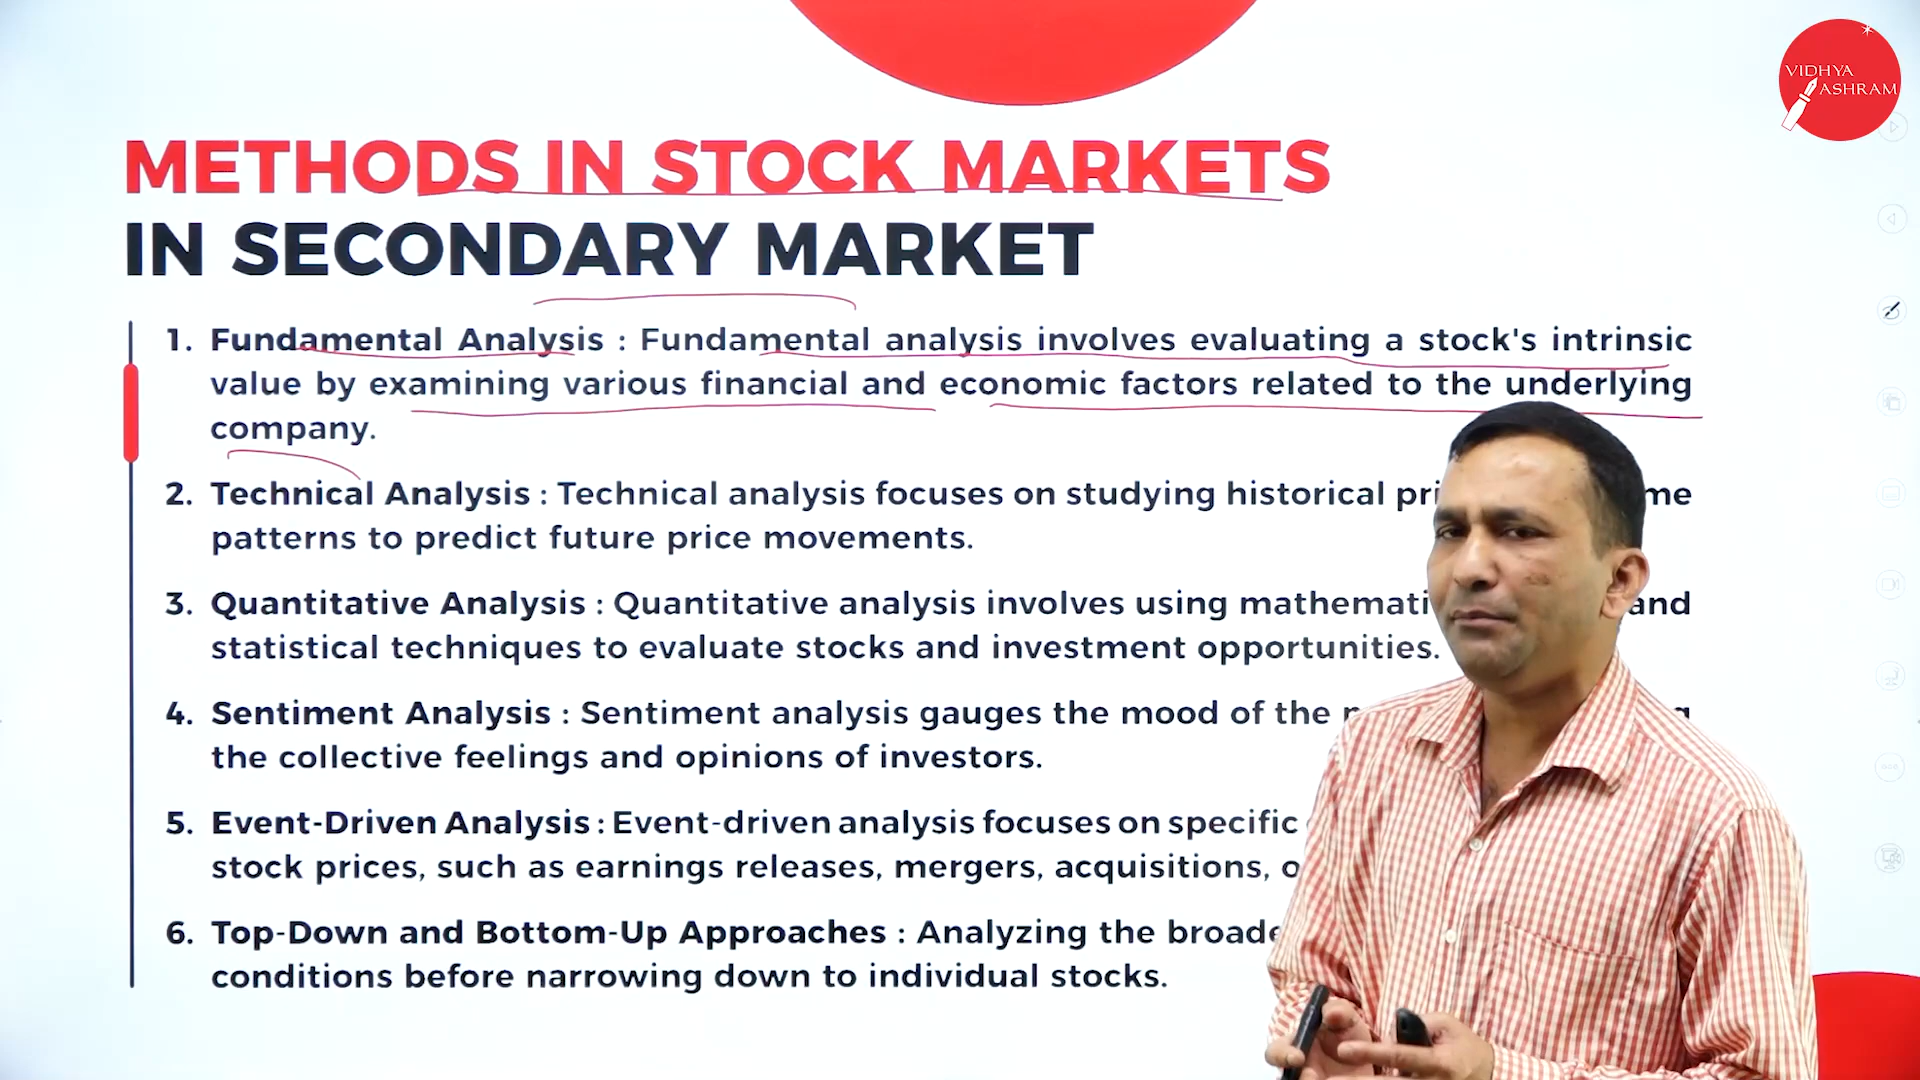 VIDHYA
ASHRAM
METHODS IN STOCK MARKETS
IN SECONDARY MARKET
1. Fundamental Analysis : Fundamental analysis involves evaluating a stock's intrinsic
value by examining various financial and economic factors related to the underlying
company.
2. Technical Analysis : Technical analysis focuses on studying historical
patterns to predict future price movements.
3. Quantitative Analysis : Quantitative analysis involves using and
statistical techniques to evaluate stocks and investment opportunities.
4. Sentiment Analysis : Sentiment analysis gauges the mood of the
the collective feelings and opinions of investors.
5. Event-Driven Analysis : Event-driven analysis focuses on specific
stock prices, such as earnings releases, mergers, acquisitions,
6. Top-Down and Bottom-Up Approaches : Analyzing the
conditions before narrowing down to individual stocks.